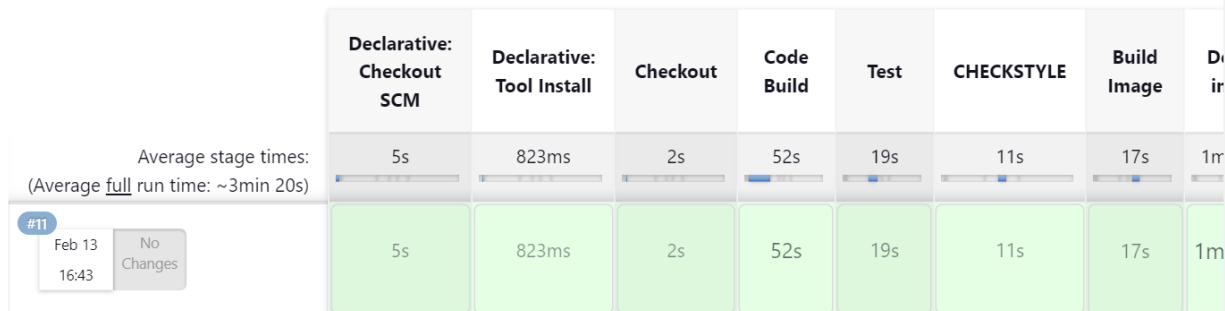 Declarative:
Checkout
SCM
Declarative:
Tool Install
Checkout
Code
Build
Test
CHECKSTYLE
Build
Image
Average stage times:
(Average full run time: ~3min 20s)
5s
823ms
2s
52s
19s
11s
17s
#11
Feb 13
16:43
No
Changes
5s
823ms
2s
52s
19s
11s
17s